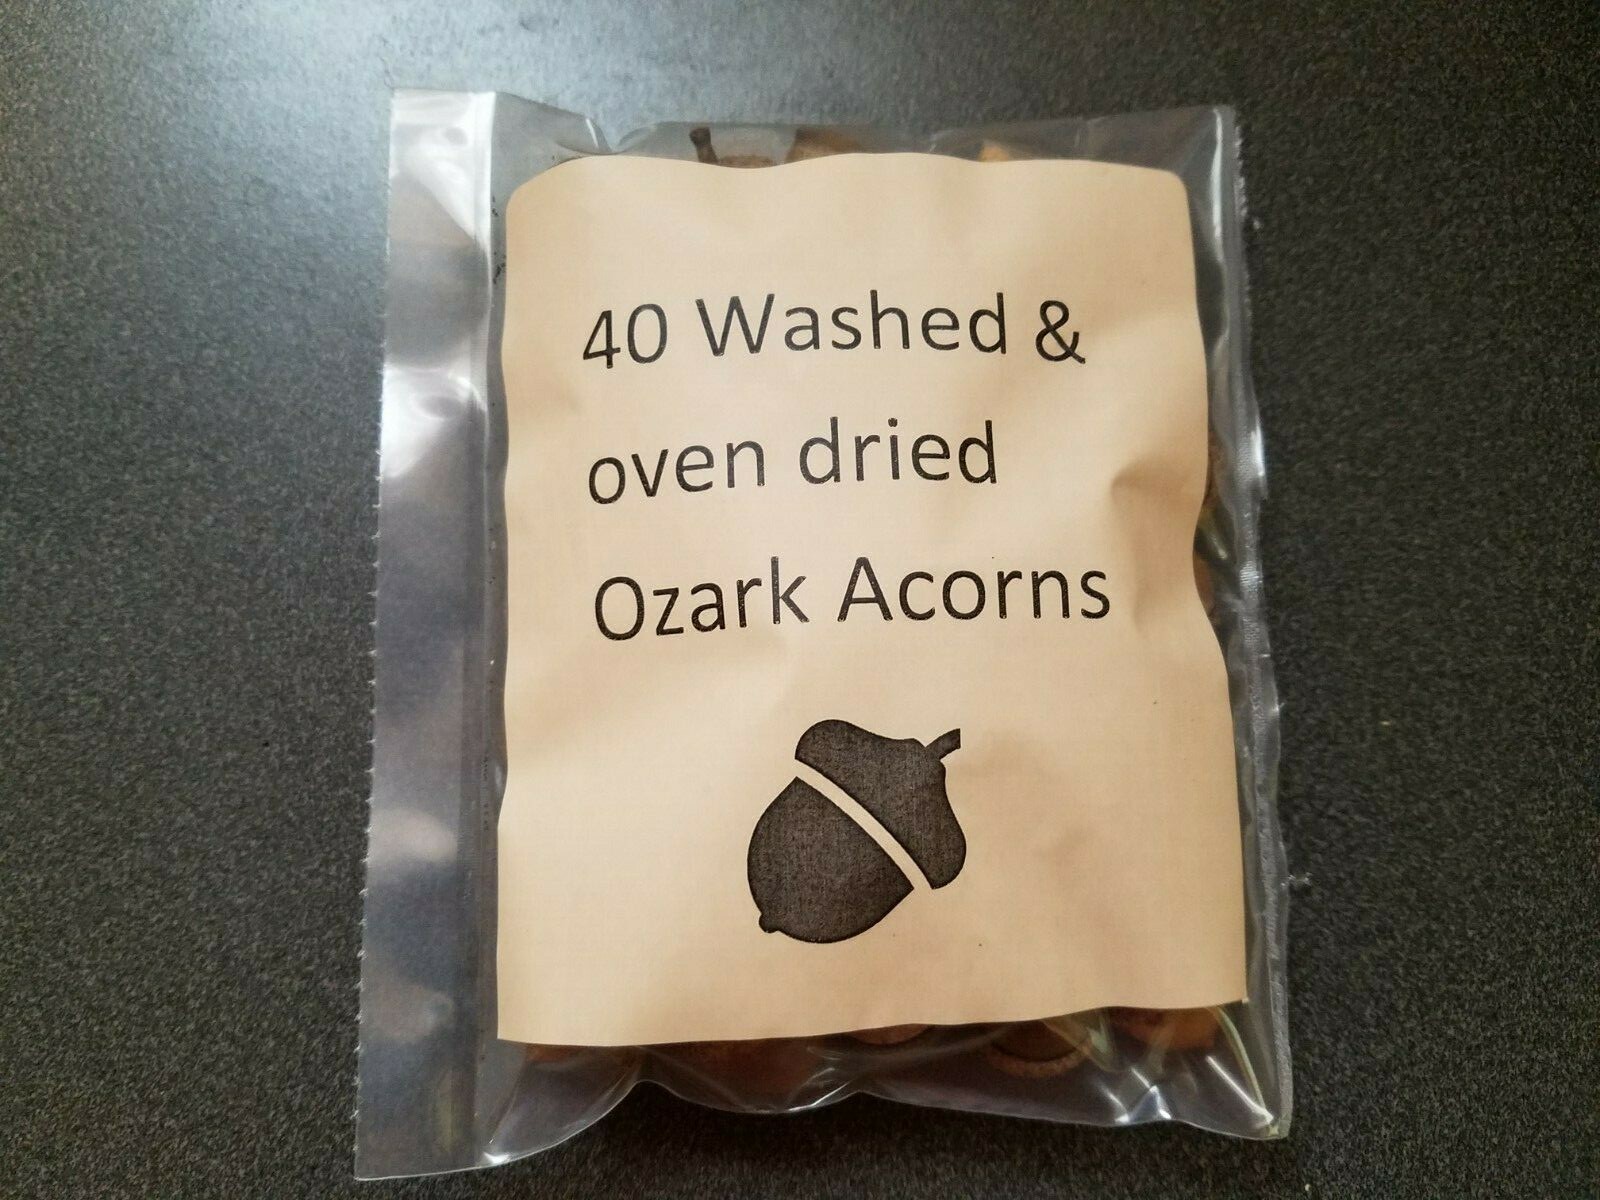 40 Washed &
oven dried
Ozark Acorns